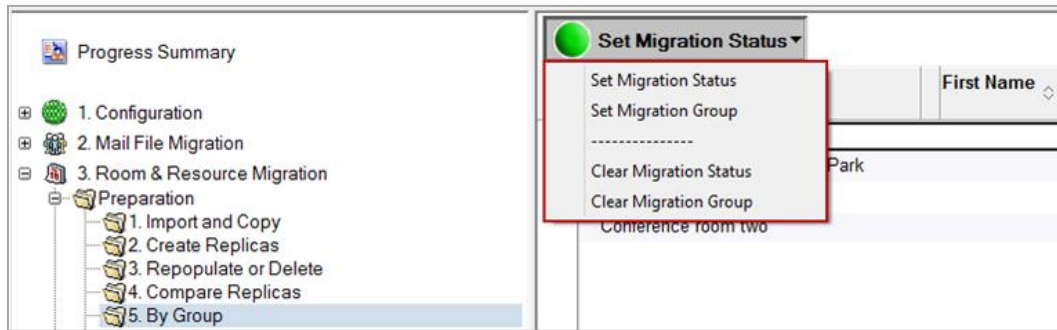 Progress Summary
1. Configuration
2. Mail File Migration
3. Room & Resource Migration
Preparation
1. Import and Copy
2. Create Replicas
3. Repopulate or Delete
4. Compare Replicas
5. By Group
Set Migration Status
First Name
Set Migration Status
Set Migration Group
---------------
Clear Migration Status
Clear Migration Group
Park
Conference room two